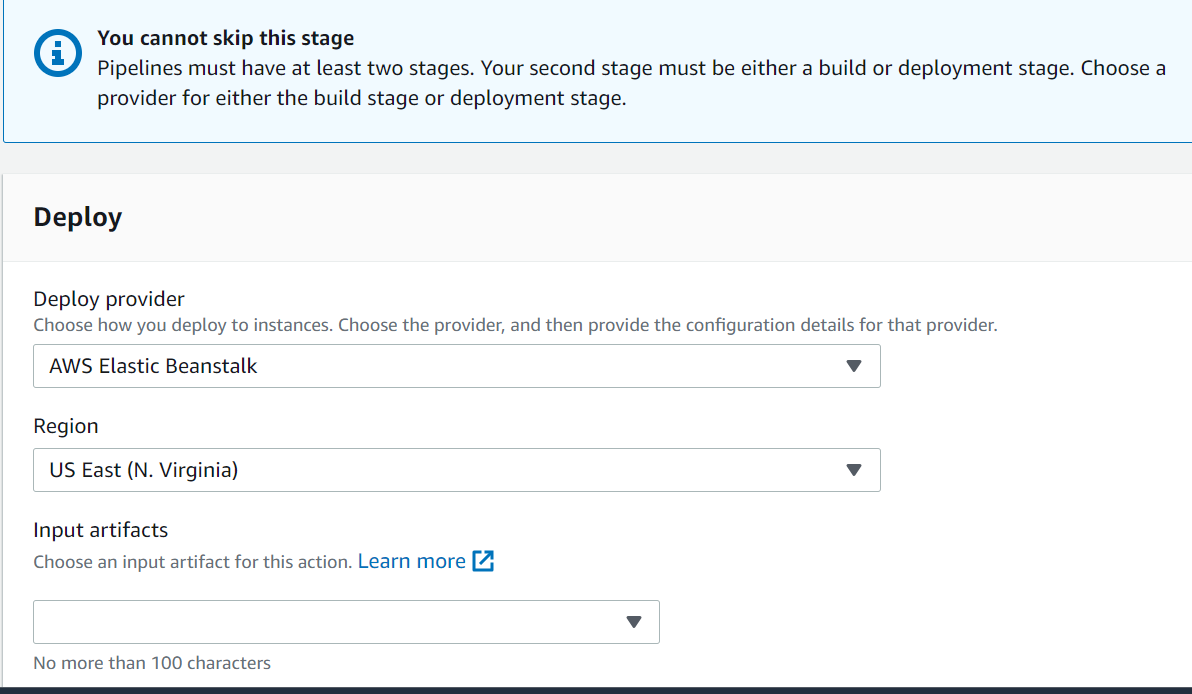 You cannot skip this stage
Pipelines must have at least two stages. Your second stage must be either a build or deployment stage. Choose a
provider for either the build stage or deployment stage.
Deploy
Deploy provider
Choose how you deploy to instances. Choose the provider, and then provide the configuration details for that provider.
AWS Elastic Beanstalk
Region
US East (N. Virginia)
Input artifacts
Choose an input artifact for this action. Learn more
No more than 100 characters